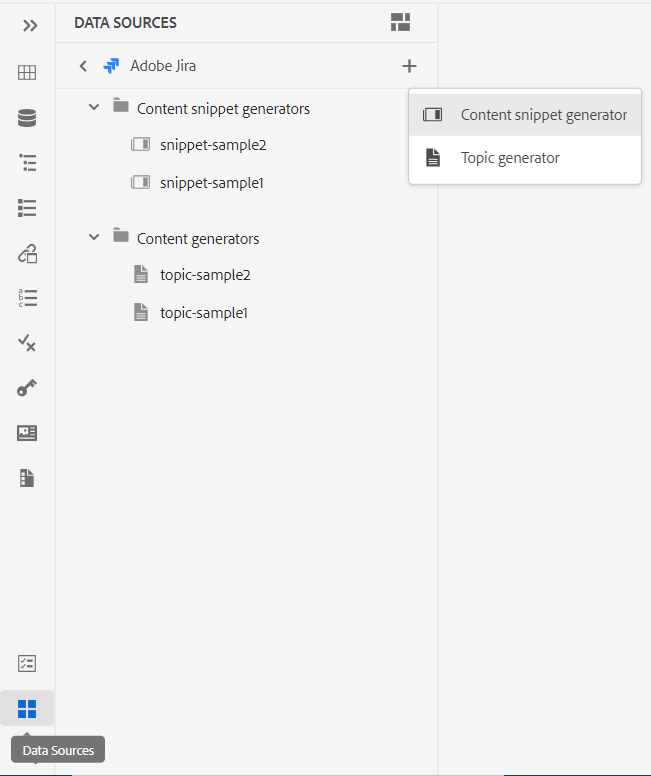 DATA SOURCES
Adobe Jira
Content snippet generators
snippet-sample2
snippet-sample1
Content generators
topic-sample2
topic-sample1
Content snippet generator
Topic generator
Data Sources